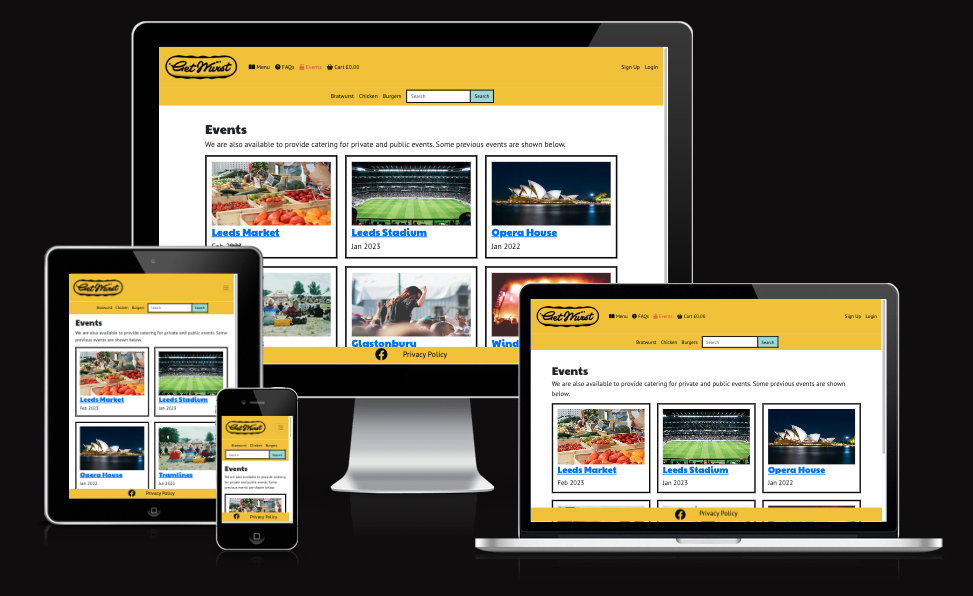 Get Wurst
Menu FAQs Events Cart £0.00 Sign Up Login
Bratwurst Chicken Burgers Search Search
Events
We are also available to provide catering for private and public events. Some previous events are shown below.
Leeds Market Leeds Stadium Opera House
Feb 2023 Jan 2023 Jan 2022
Glastonbury Wind
Privacy Policy
Get Wurst
Bratwurst Chicken Burgers Search Search
Events
We are also available to provide catering for private and public events. Some
previous events are shown below.
Leeds Market Leeds Stadium
Feb 2023 Jan 2023
Opera House Tramlines
Jan 2022 Jul 2021
Privacy Policy
Get Wurst
Bratwurst Chicken Burgers
Search Search
Events
We are also available to provide catering
for private and public events. Some
previous events are shown below.
Privacy Policy
Get Wurst
Menu FAQs Events Cart £0.00 Sign Up Login
Bratwurst Chicken Burgers Search Search
Events
We are also available to provide catering for private and public events. Some previous events are shown
below.
Leeds Market Leeds Stadium Opera House
Feb 2023 Jan 2023 Jan 2022
Privacy Policy